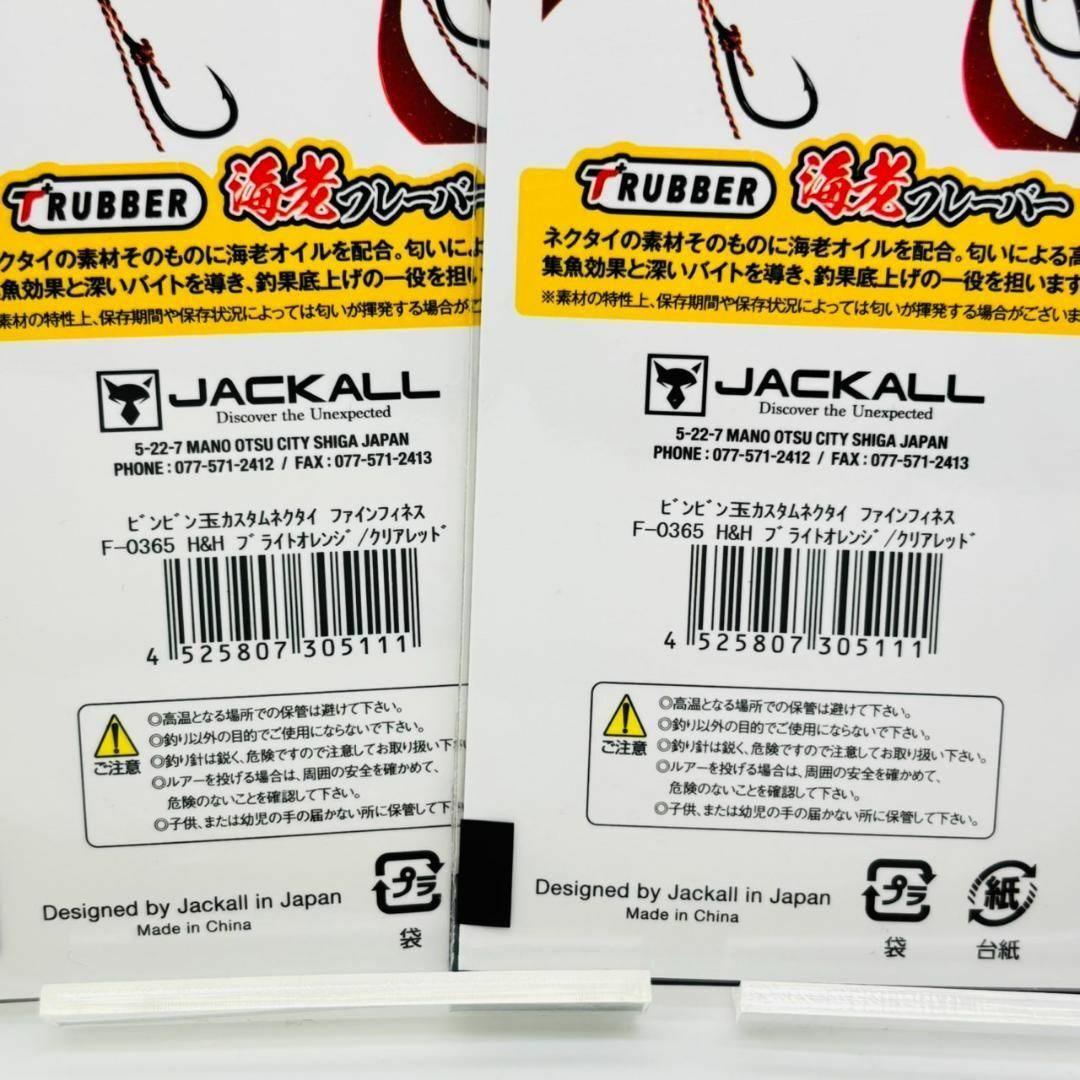 T+ RUBBER 海老フレーバー
クタイの素材そのものに海老オイルを配合。匂いによ
魚効果と深いバイトを導き、釣果底上げの一役を担い
素材の特性上、保存期間や保存状況によっては匂いが揮発する場合がご
JACKALL
Discover the Unexpected
5-22-7 MANO OTSU CITY SHIGA JAPAN
PHONE : 077-571-2412 / FAX : 077-571-2413
ビンビン玉カスタムネクタイ ファインフィネス
F-0365 H&H ブライトオレンジ/クリアレッド
4 525807 305111
ご注意
◎高温となる場所での保管は避けて下さい。
◎釣り以外の目的でご使用にならないで下さい。
◎釣り針は鋭く、危険ですので注意してお取り扱い下
◎ルアーを投げる場合は、周囲の安全を確かめて、
危険のないことを確認して下さい。
◎子供、または幼児の手の届かない所に保管して下
Designed by Jackall in Japan
Made in China
プラ
袋
T+ RUBBER 海老フレーバー
ネクタイの素材そのものに海老オイルを配合。匂いによる高
集魚効果と深いバイトを導き、釣果底上げの一役を担います
※素材の特性上、保存期間や保存状況によっては匂いが揮発する場合がございま
JACKALL
Discover the Unexpected
5-22-7 MANO OTSU CITY SHIGA JAPAN
PHONE : 077-571-2412 / FAX : 077-571-2413
ビンビン玉カスタムネクタイ ファインフィネス
F-0365 H&H ブライトオレンジ/クリアレッド
4 525807 305111
ご注意
◎高温となる場所での保管は避けて下さい。
◎釣り以外の目的でご使用にならないで下さい。
◎釣り針は鋭く、危険ですので注意してお取り扱い下さい。
◎ルアーを投げる場合は、周囲の安全を確かめて、
危険のないことを確認して下さい。
◎子供、または幼児の手の届かない所に保管して下さい。
Designed by Jackall in Japan
Made in China
プラ
袋
紙
台紙